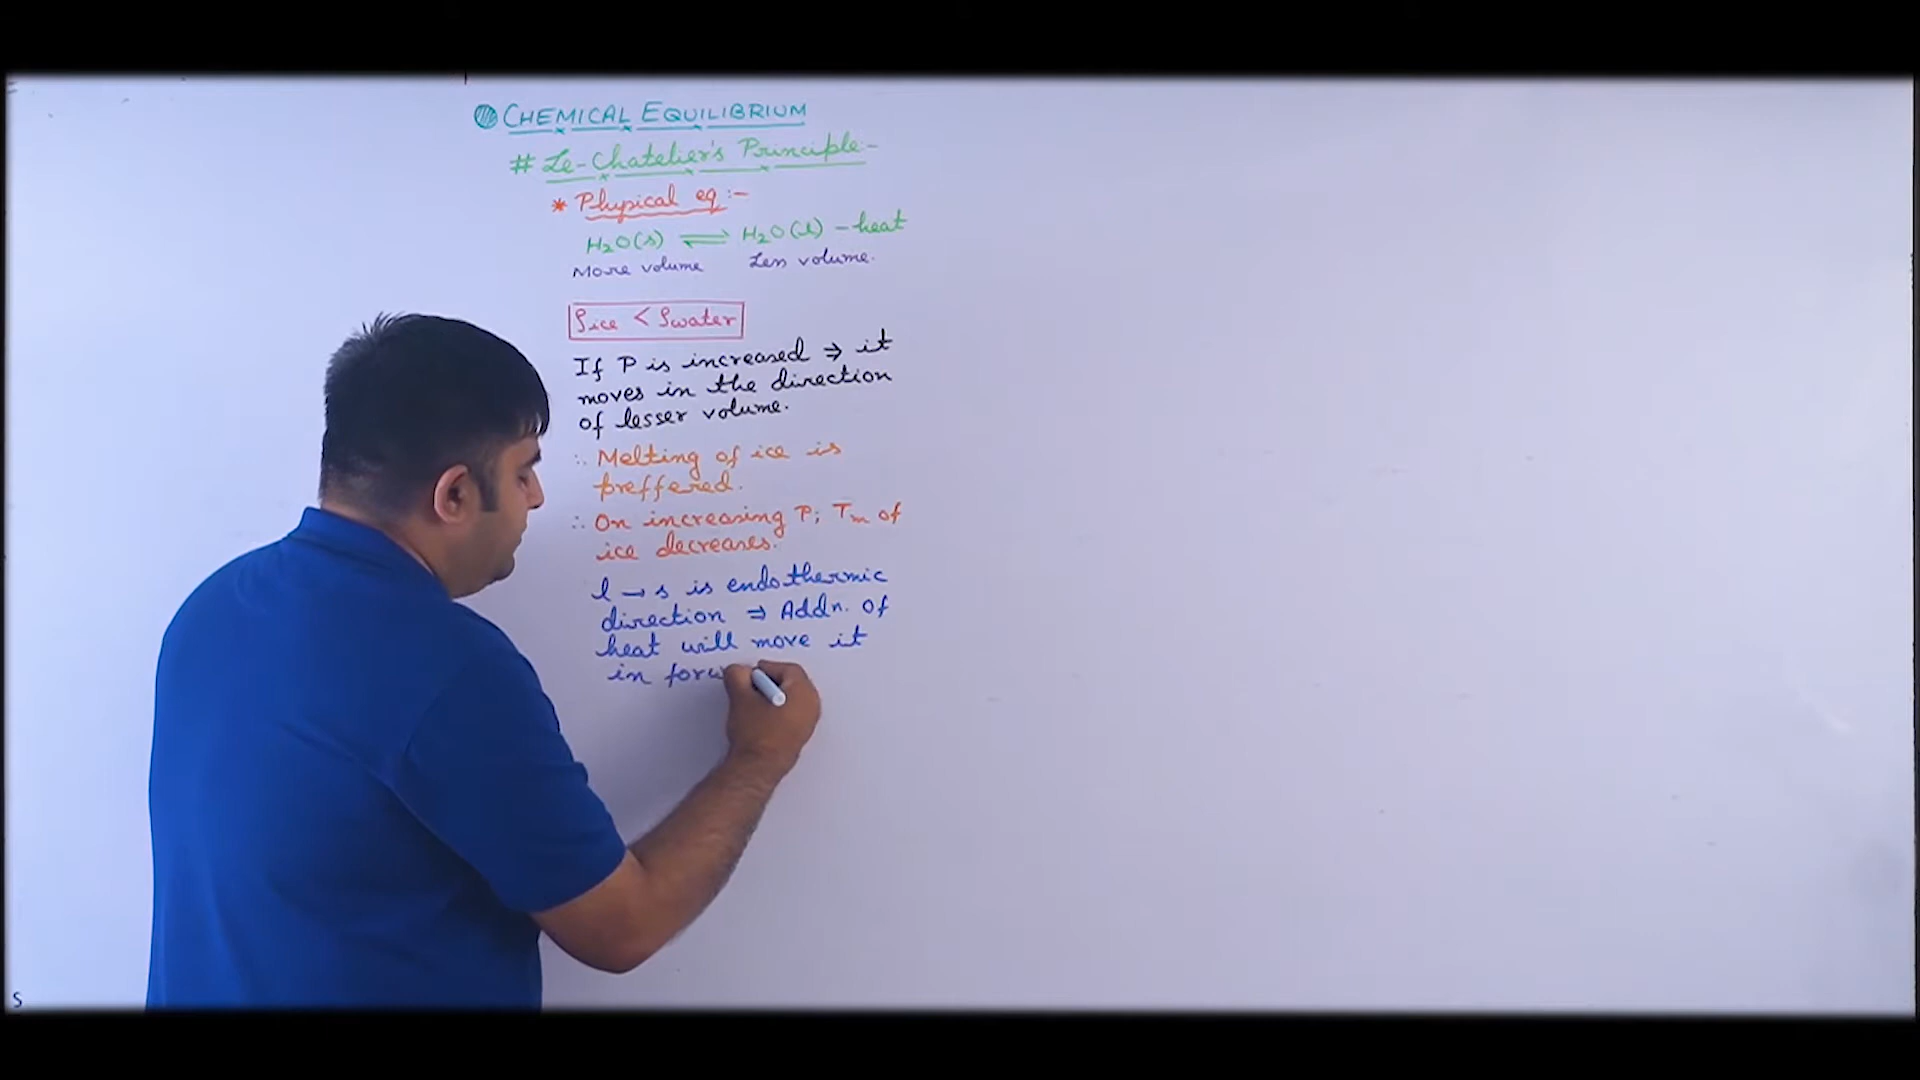 CHEMICAL EQUILIBRIUM
# Le-Chatelier's Principle:-
* Physical eq:-
H₂O(s) ⇌ H₂O(l) - heat
More volume Less volume.
ρice < ρwater
If P is increased ⇒ it
moves in the direction
of lesser volume.
∴ Melting of ice is
preffered.
∴ On increasing P; Tm of
ice decreases.
l → s is endothermic
direction ⇒ Addn. of
heat will move it
in forw
S